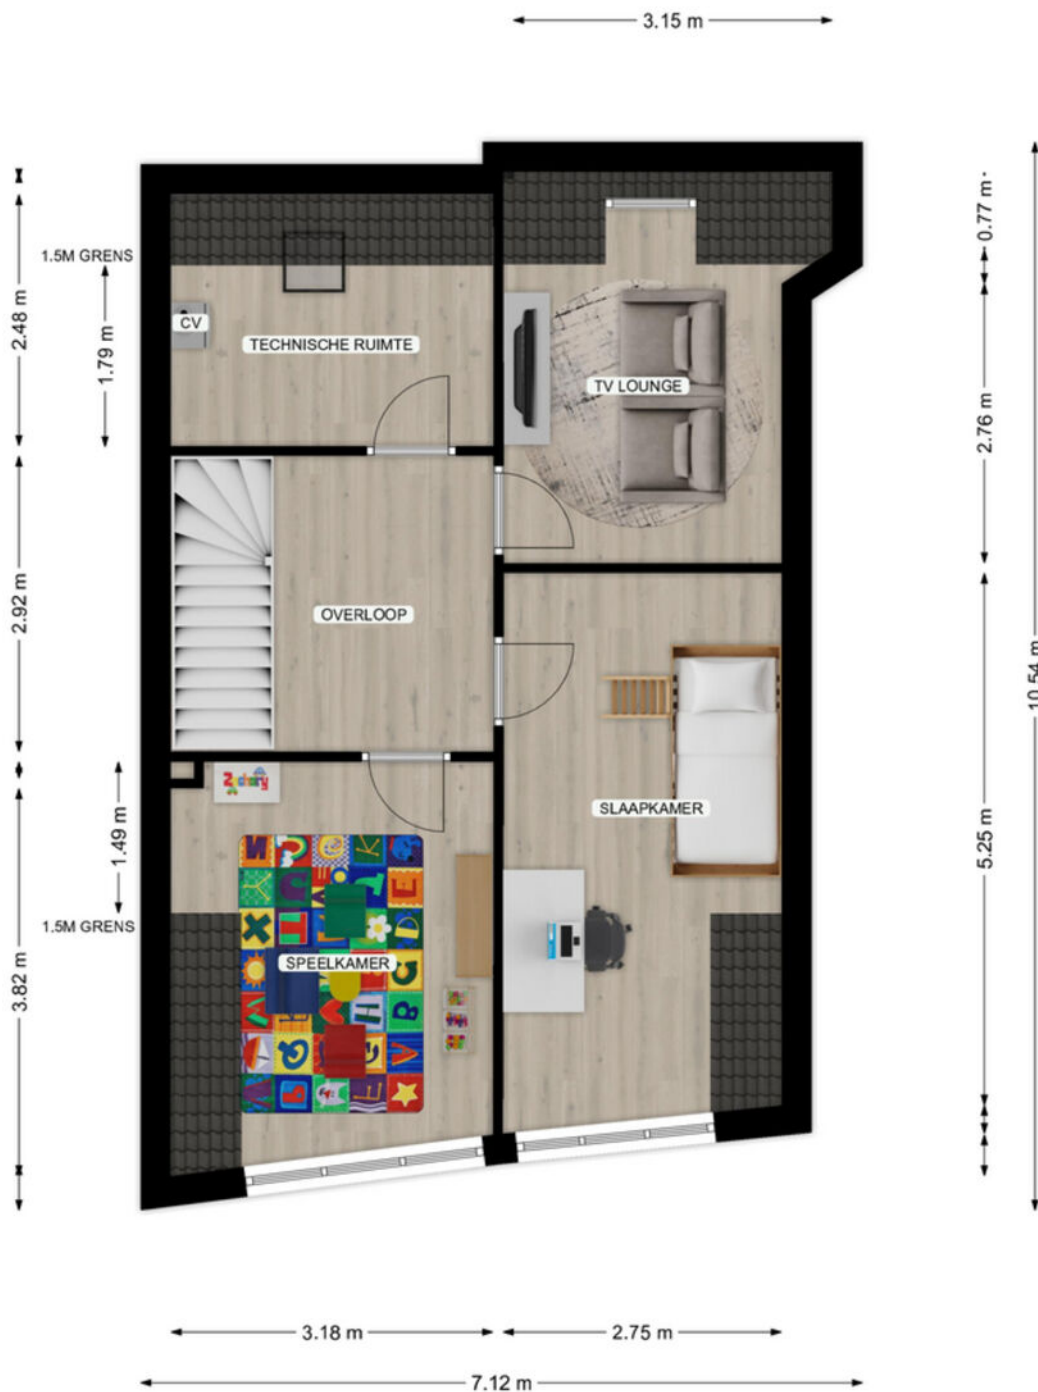 3.15 m
0.77 m
1.5M GRENS
2.48 m
1.79 m
CV
TECHNISCHE RUIMTE
TV LOUNGE
2.76 m
2.92 m
OVERLOOP
10.54 m
Zachary
SLAAPKAMER
1.49 m
5.25 m
1.5M GRENS
3.82 m
SPEELKAMER
3.18 m
2.75 m
7.12 m